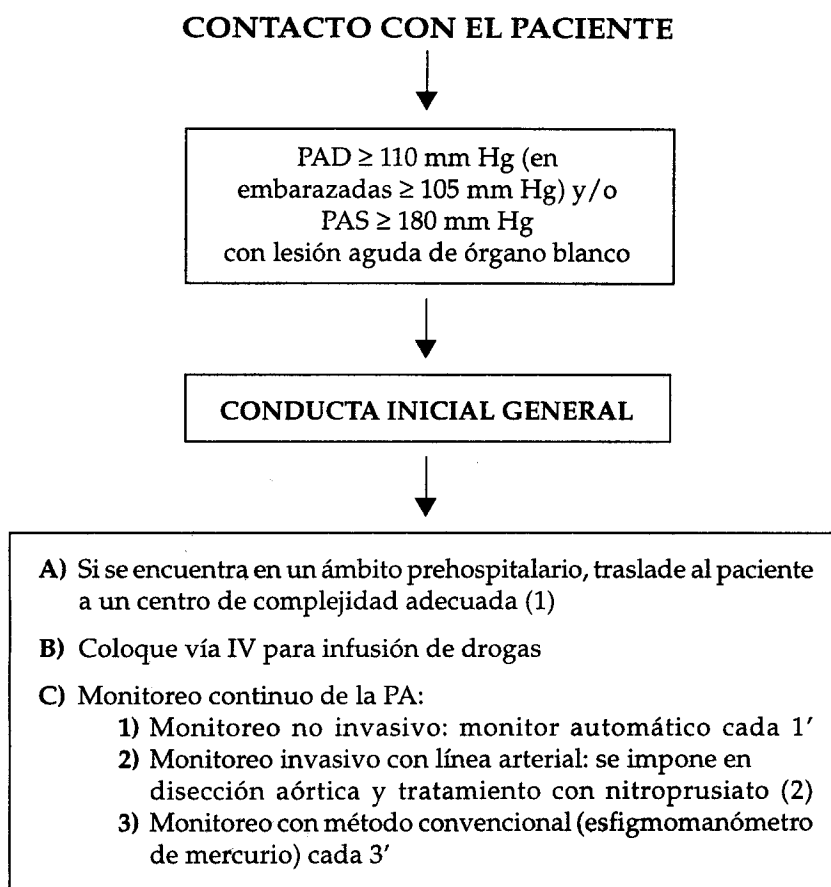 CONTACTO CON EL PACIENTE
PAD ≥ 110 mm Hg (en
embarazadas ≥ 105 mm Hg) y/o
PAS ≥ 180 mm Hg
con lesión aguda de órgano blanco
CONDUCTA INICIAL GENERAL
A) Si se encuentra en un ámbito prehospitalario, traslade al paciente
a un centro de complejidad adecuada (1)
B) Coloque vía IV para infusión de drogas
C) Monitoreo continuo de la PA:
1) Monitoreo no invasivo: monitor automático cada 1′
2) Monitoreo invasivo con línea arterial: se impone en
disección aórtica y tratamiento con nitroprusiato (2)
3) Monitoreo con método convencional (esfigmomanómetro
de mercurio) cada 3′